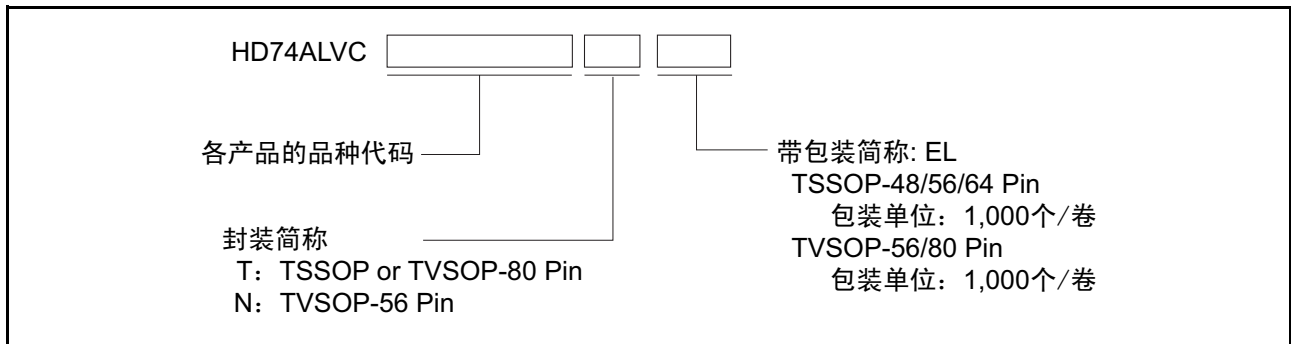 HD74ALVC
各产品的品种代码
封装简称
T：TSSOP or TVSOP-80 Pin
N：TVSOP-56 Pin
带包装简称: EL
TSSOP-48/56/64 Pin
包装单位：1,000个/卷
TVSOP-56/80 Pin
包装单位：1,000个/卷